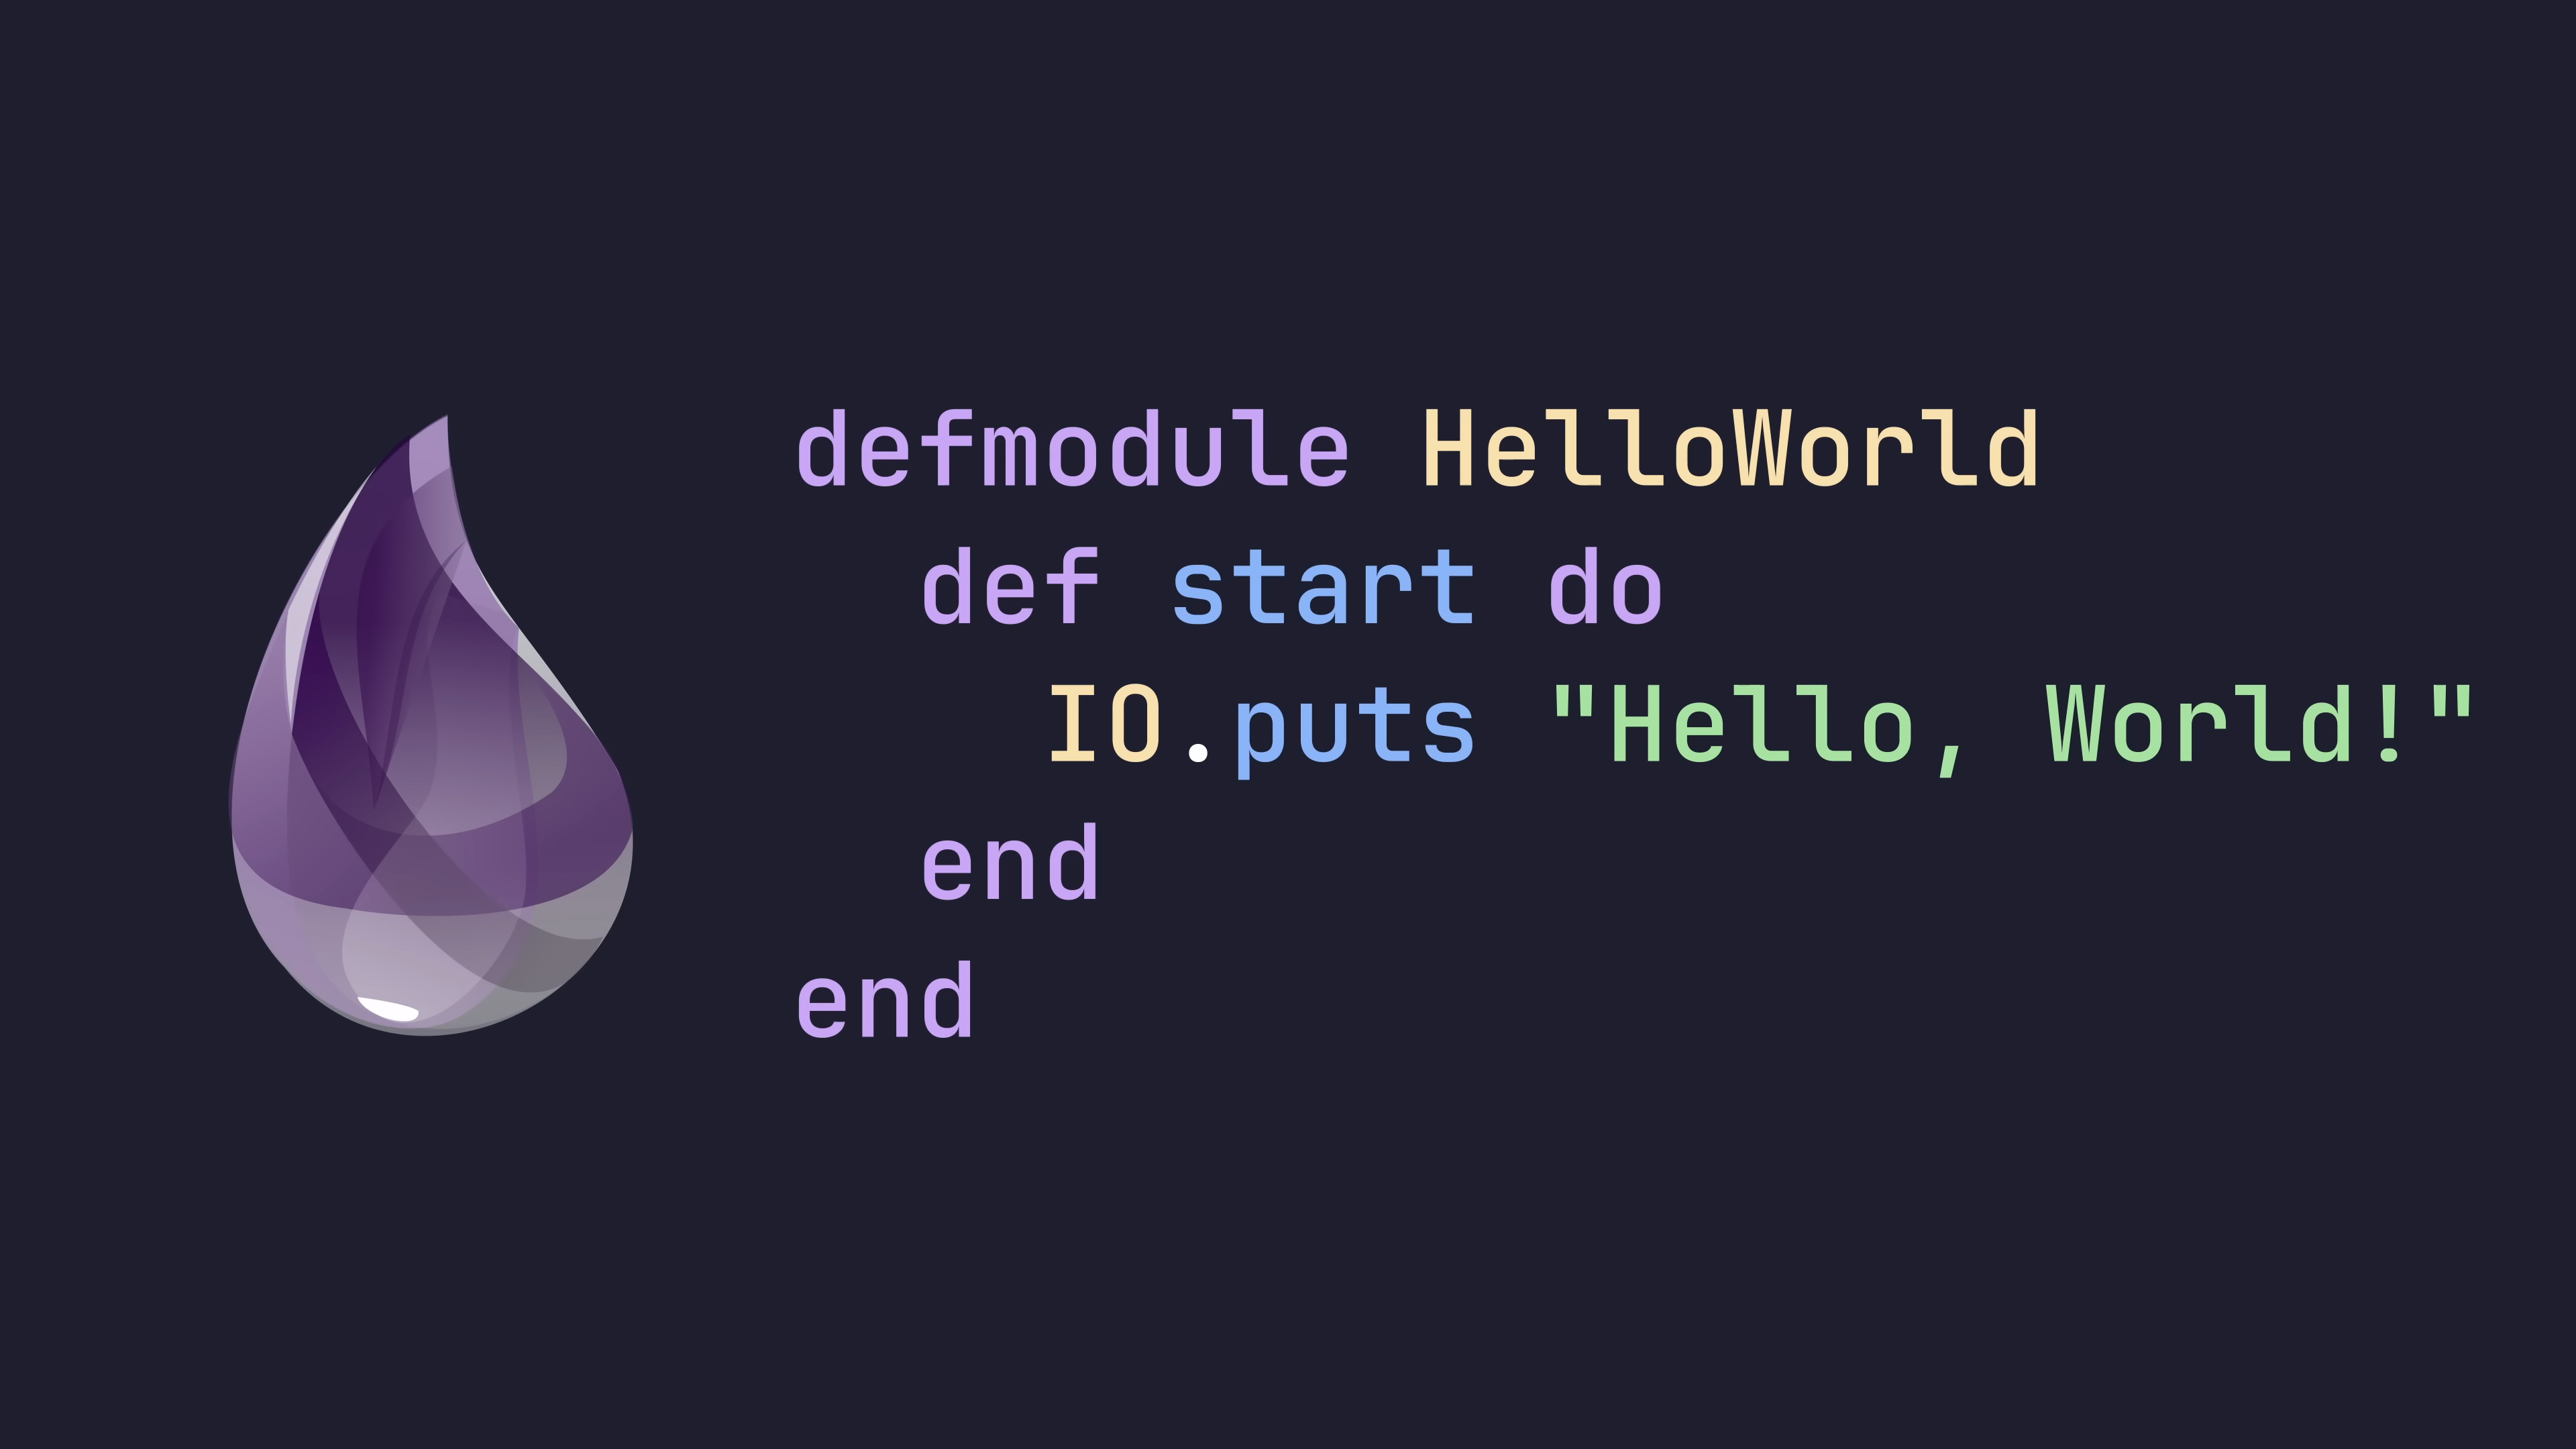 defmodule HelloWorld
  def start do
    IO.puts "Hello, World!"
  end
end